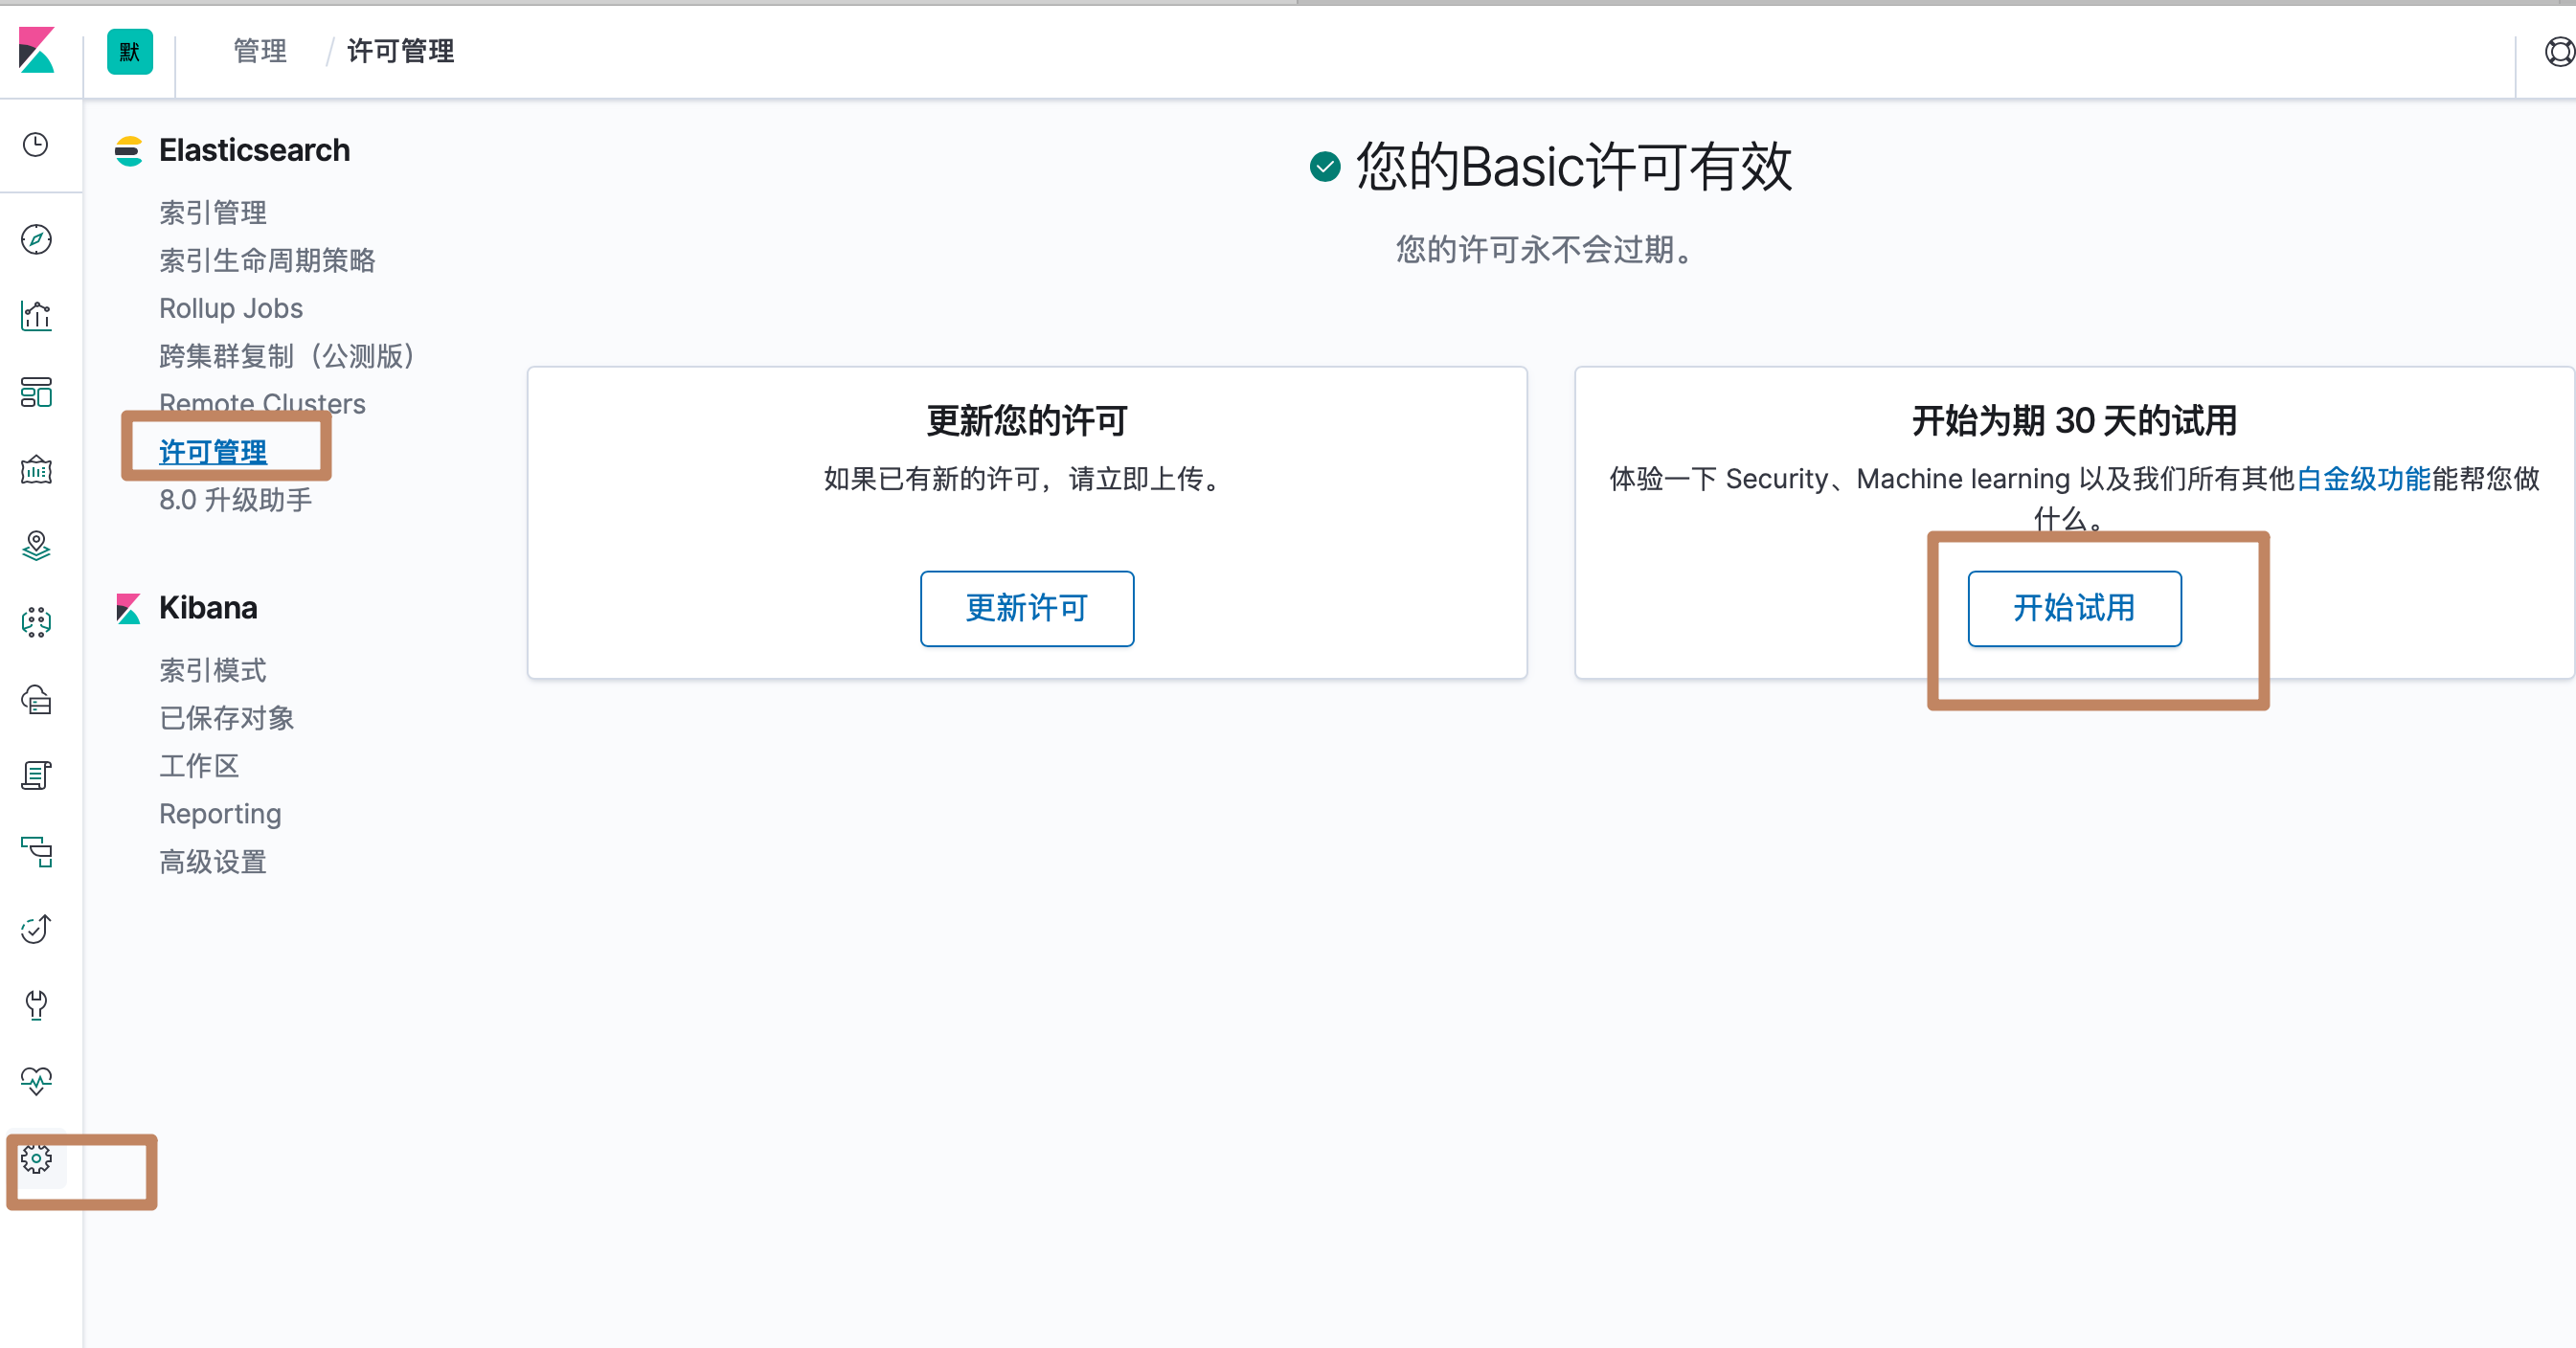 默
管理 / 许可管理
Elasticsearch
索引管理
索引生命周期策略
Rollup Jobs
跨集群复制（公测版）
Remote Clusters
许可管理
8.0 升级助手
Kibana
索引模式
已保存对象
工作区
Reporting
高级设置
您的Basic许可有效
您的许可永不会过期。
更新您的许可
如果已有新的许可，请立即上传。
更新许可
开始为期 30 天的试用
体验一下 Security、Machine learning 以及我们所有其他白金级功能能帮您做
什么。
开始试用